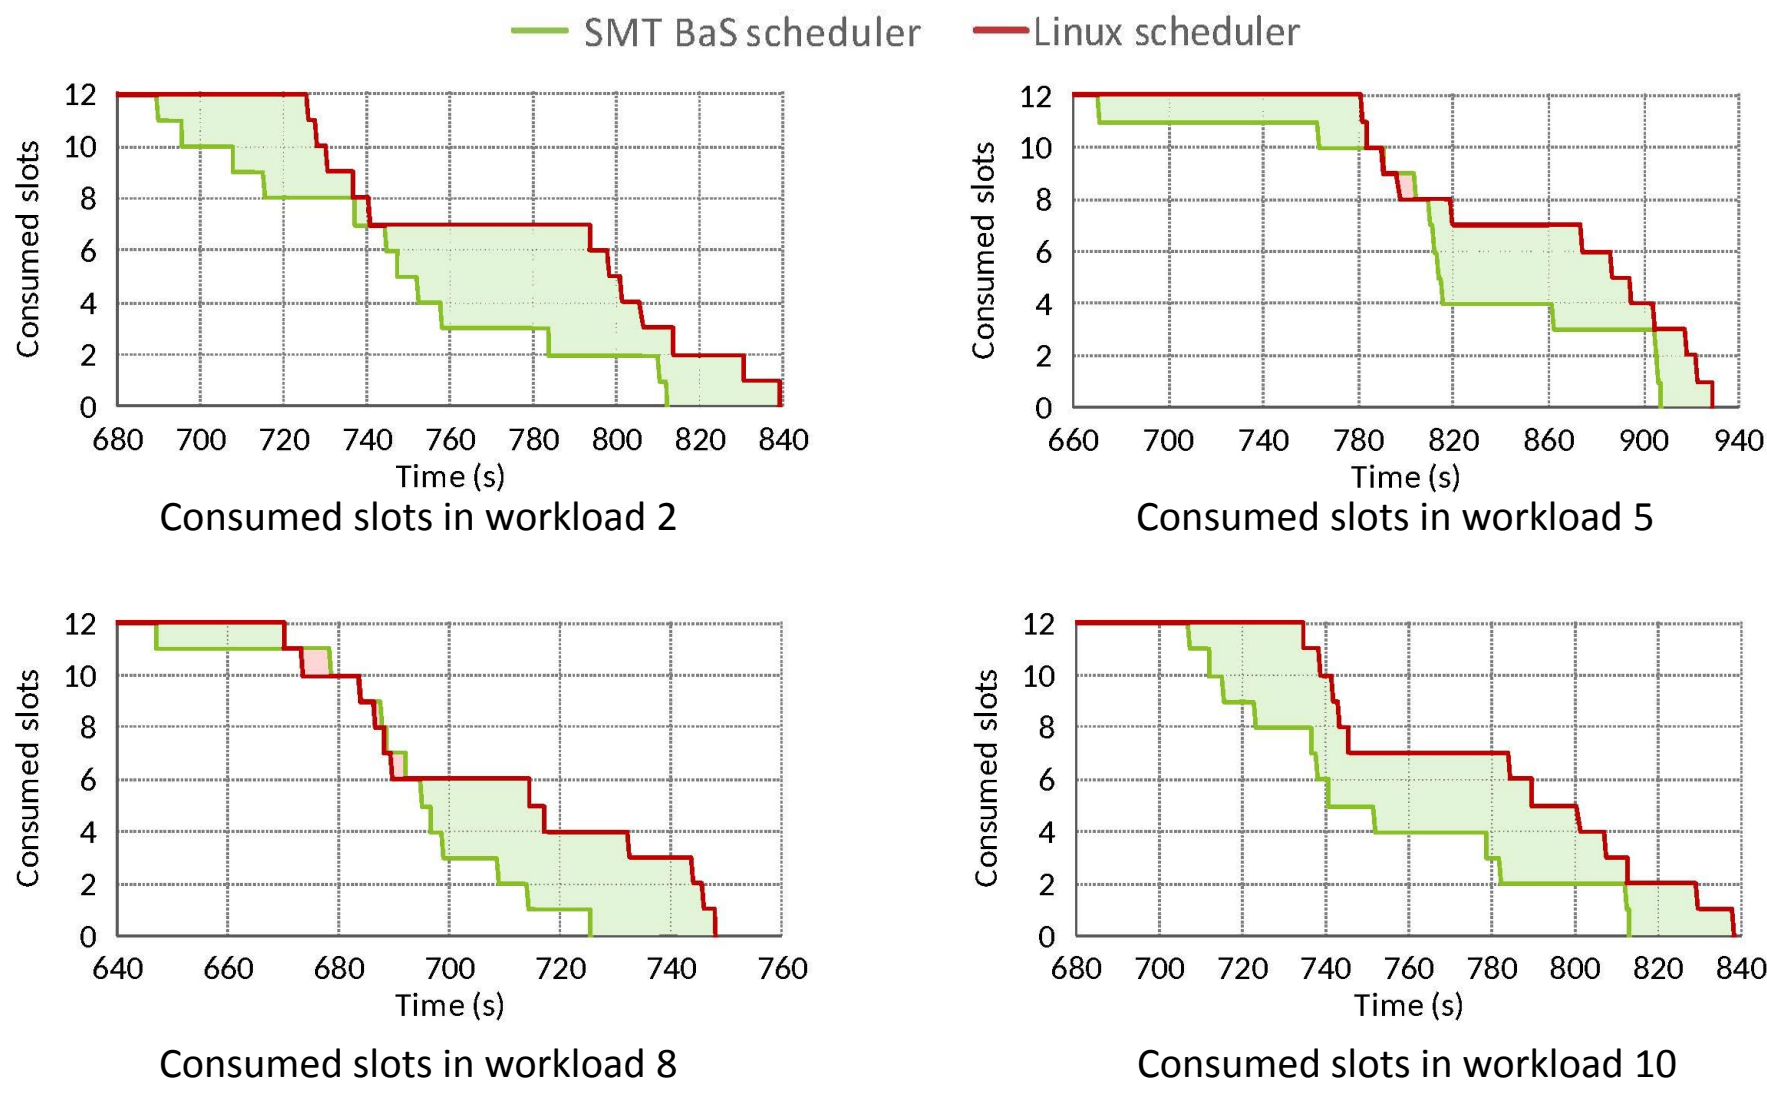 SMT BaS scheduler Linux scheduler
12
10
8
6
4
2
0
Consumed slots
680 700 720 740 760 780 800 820 840
Time (s)
Consumed slots in workload 2
12
10
8
6
4
2
0
Consumed slots
660 700 740 780 820 860 900 940
Time (s)
Consumed slots in workload 5
12
10
8
6
4
2
0
Consumed slots
640 660 680 700 720 740 760
Time (s)
Consumed slots in workload 8
12
10
8
6
4
2
0
Consumed slots
680 700 720 740 760 780 800 820 840
Time (s)
Consumed slots in workload 10